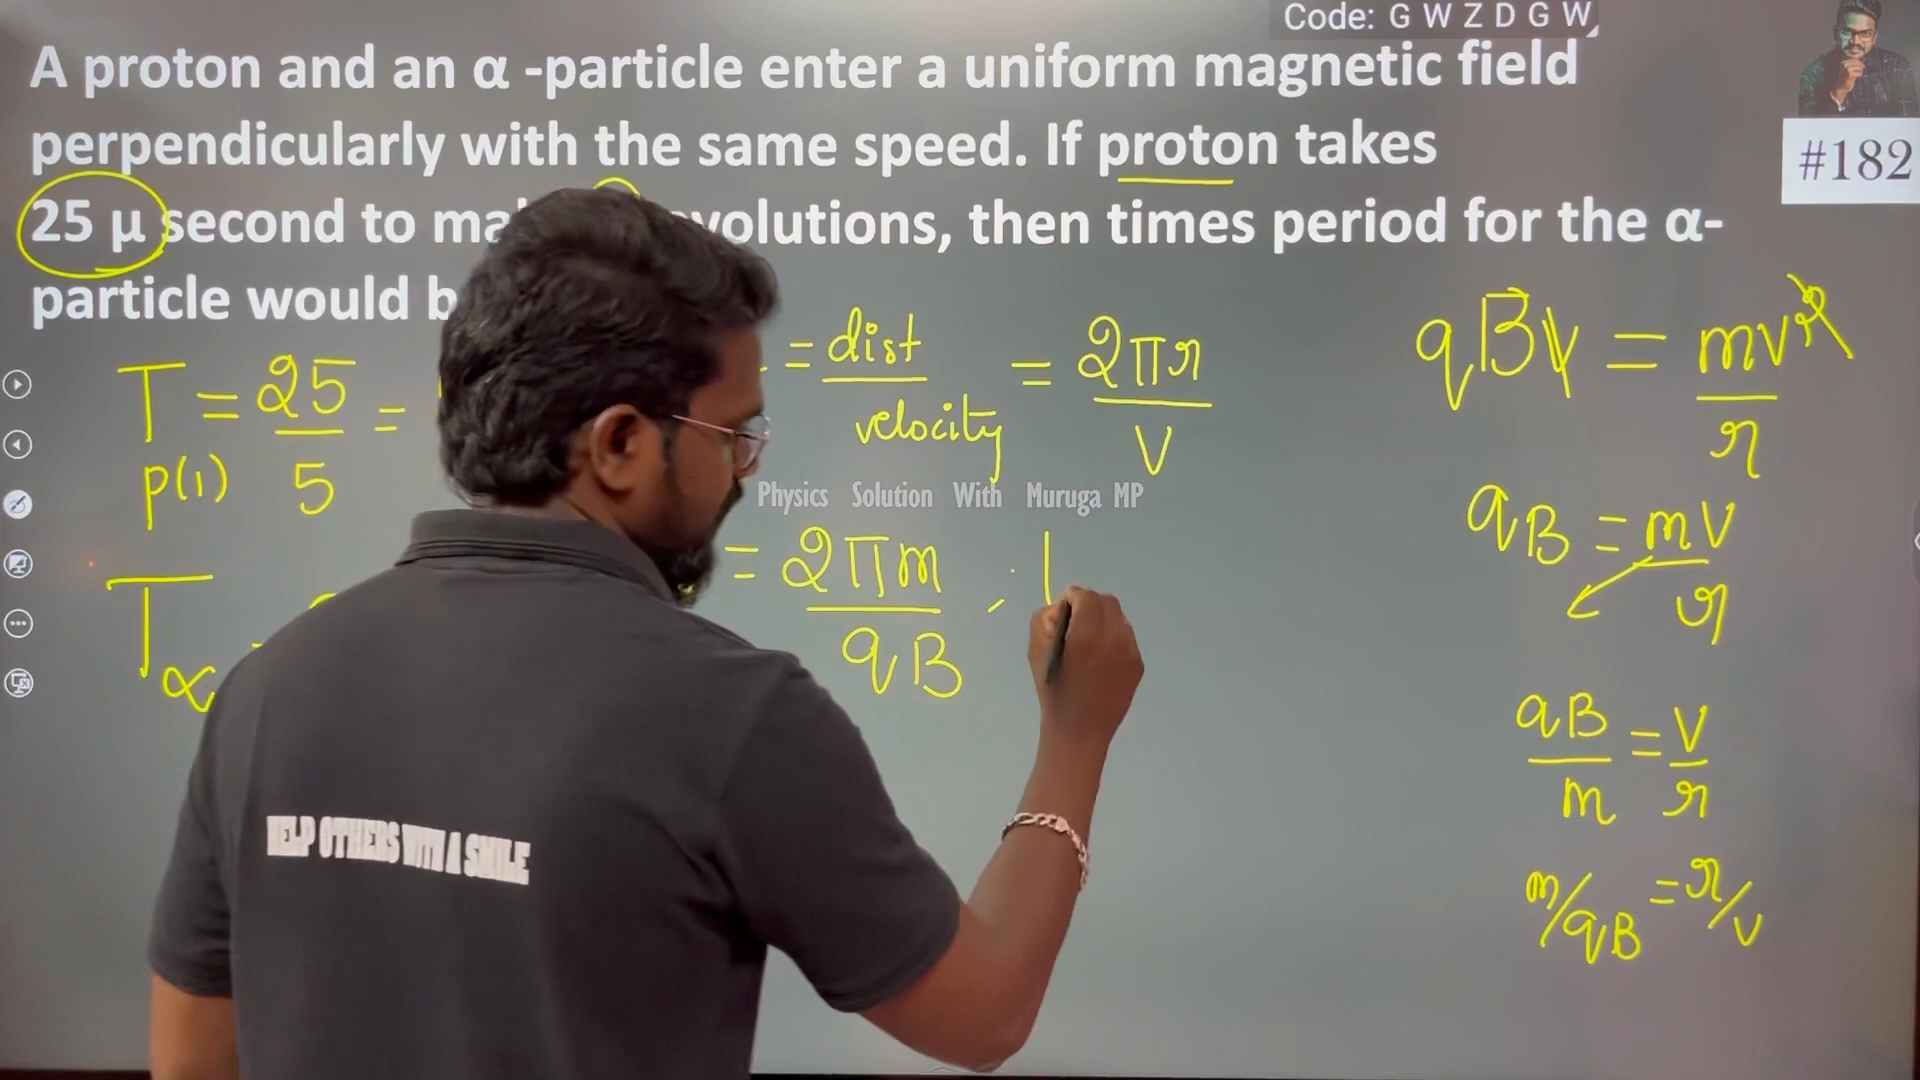 Code: G W Z D G W
A proton and an α -particle enter a uniform magnetic field
perpendicularly with the same speed. If proton takes
#182
25 μ second to ma volutions, then times period for the α-
particle would b
T = 25/5 =
p(1)
= dist/velocity = 2πr/V
qBv = mv²/r
Physics Solution With Muruga MP
qB = mV/r
Tα
= 2πm/qB
qB/m = V/r
HELP OTHERS WITH A SMILE
m/qB = r/v